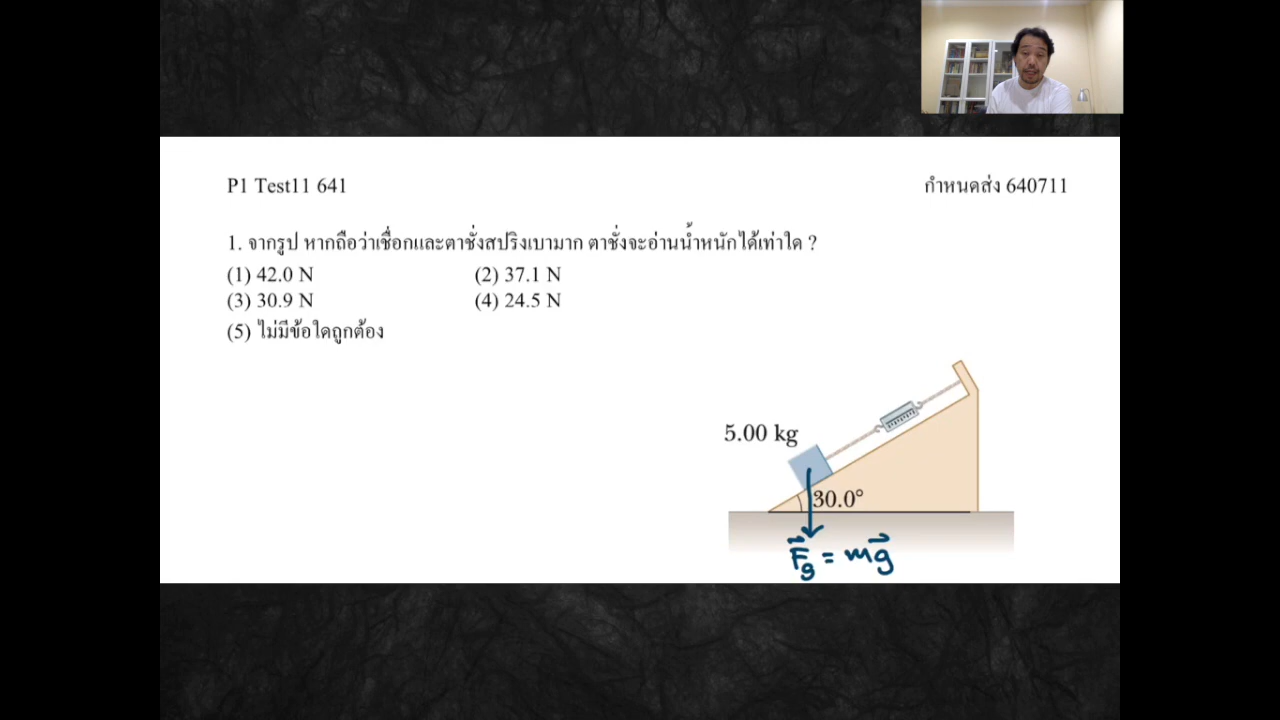 P1 Test11 641
กำหนดส่ง 640711
1. จากรูป หากถือว่าเชื่อกและตาชั่งสปริงเบามาก ตาชั่งจะอ่านน้ำหนักได้เท่าใด ?
(1) 42.0 N (2) 37.1 N
(3) 30.9 N (4) 24.5 N
(5) ไม่มีข้อใดถูกต้อง
5.00 kg
30.0°
F⃗g = mg⃗